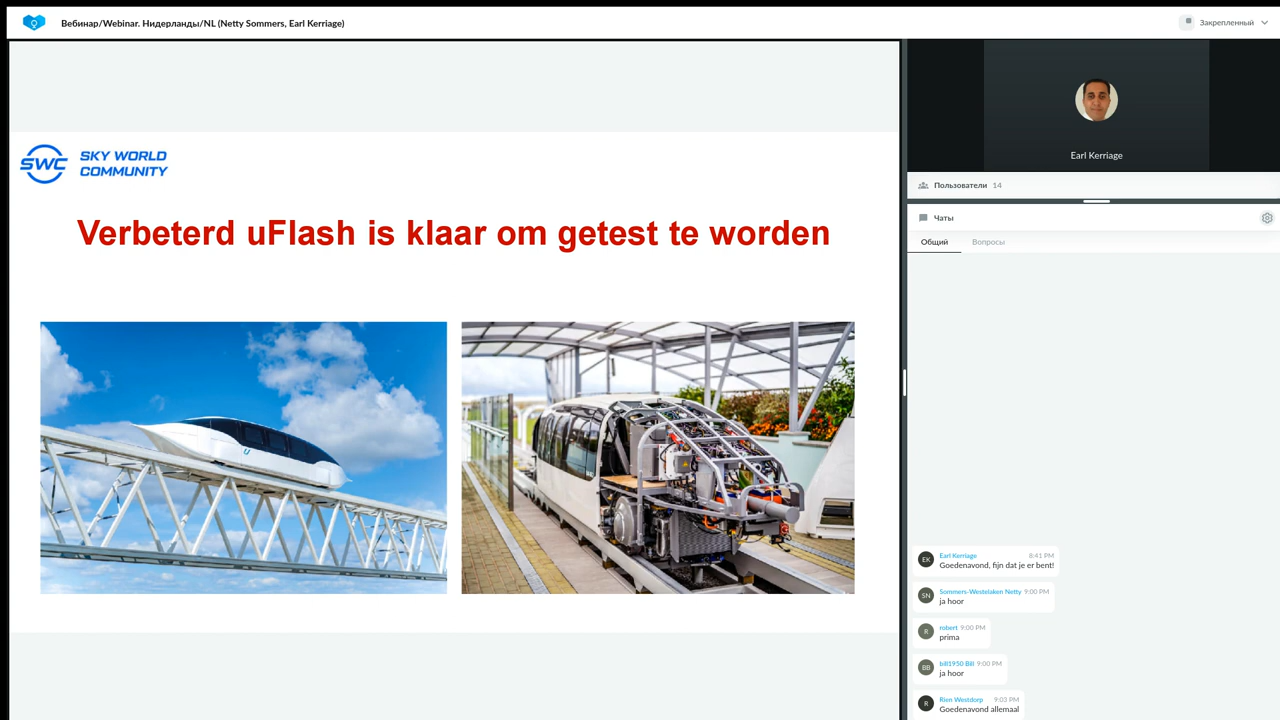 Вебинар/Webinar. Нидерланды/NL (Netty Sommers, Earl Kerriage)
Закрепленный
SWC
SKY WORLD
COMMUNITY
Verbeterd uFlash is klaar om getest te worden
Earl Kerriage
Пользователи 14
Чаты
Общий Вопросы
EK
Earl Kerriage 8:41 PM
Goedenavond, fijn dat je er bent!
SN
Sommers-Westelaken Netty 9:00 PM
ja hoor
R
robert 9:00 PM
prima
BB
bill1950 Bill 9:00 PM
ja hoor
R
Rien Westdorp 9:03 PM
Goedenavond allemaal